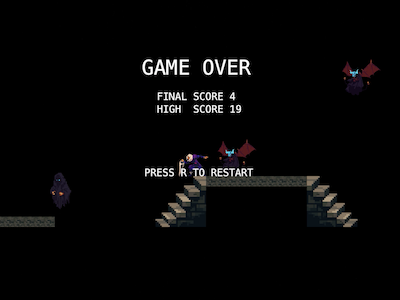 GAME OVER
FINAL SCORE 4
HIGH  SCORE 19
PRESS R TO RESTART